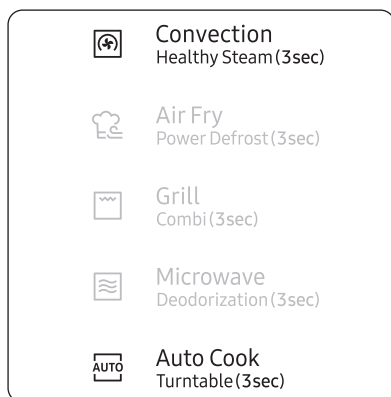 Convection
Healthy Steam (3sec)
Air Fry
Power Defrost (3sec)
Grill
Combi (3sec)
Microwave
Deodorization (3sec)
AUTO
Auto Cook
Turntable (3sec)